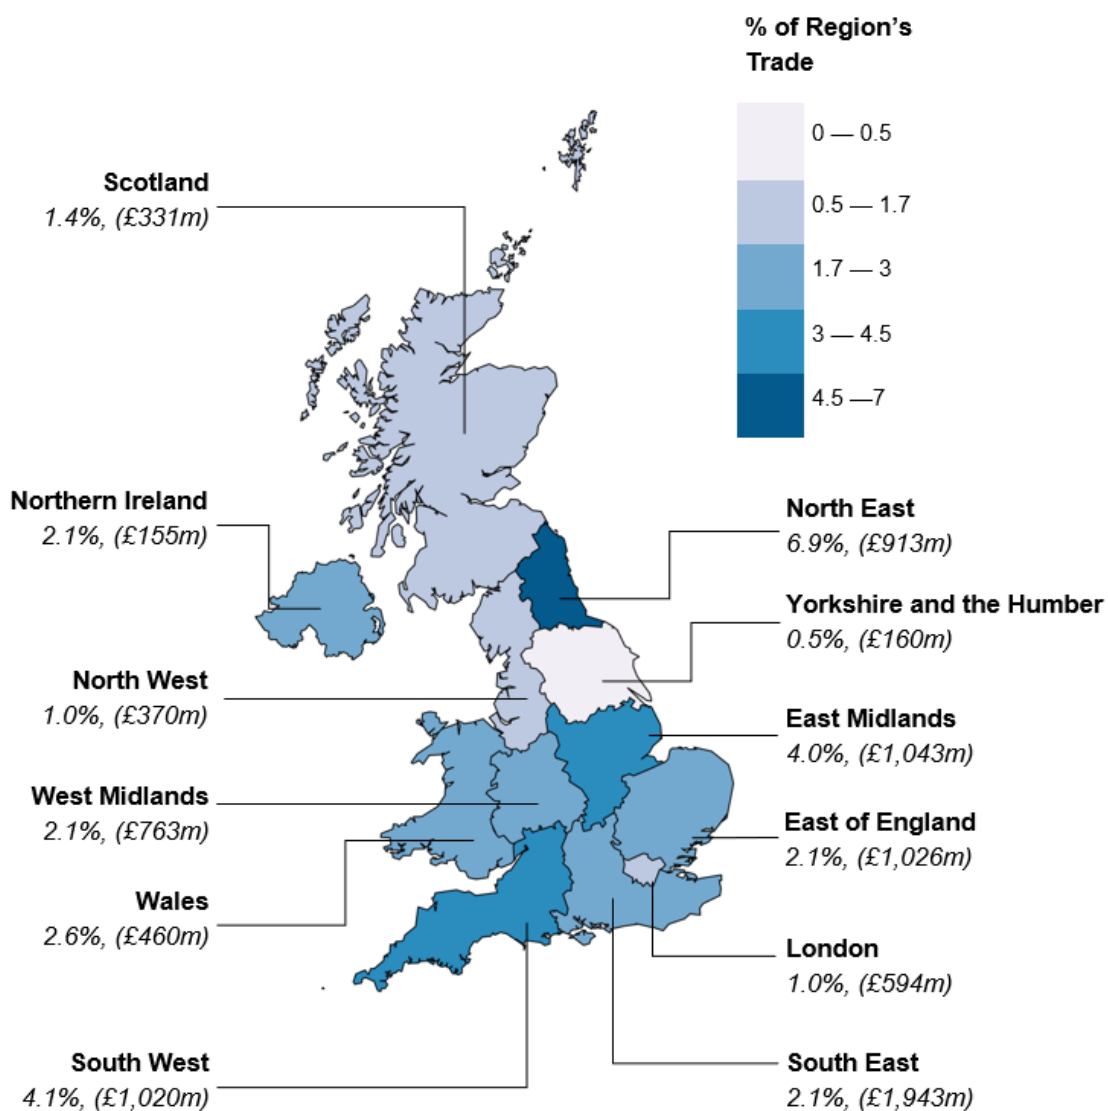 % of Region's
Trade
0 — 0.5
0.5 — 1.7
1.7 — 3
3 — 4.5
4.5 —7
Scotland
1.4%, (£331m)
Northern Ireland
2.1%, (£155m)
North East
6.9%, (£913m)
Yorkshire and the Humber
0.5%, (£160m)
North West
1.0%, (£370m)
East Midlands
4.0%, (£1,043m)
West Midlands
2.1%, (£763m)
East of England
2.1%, (£1,026m)
Wales
2.6%, (£460m)
London
1.0%, (£594m)
South West
4.1%, (£1,020m)
South East
2.1%, (£1,943m)